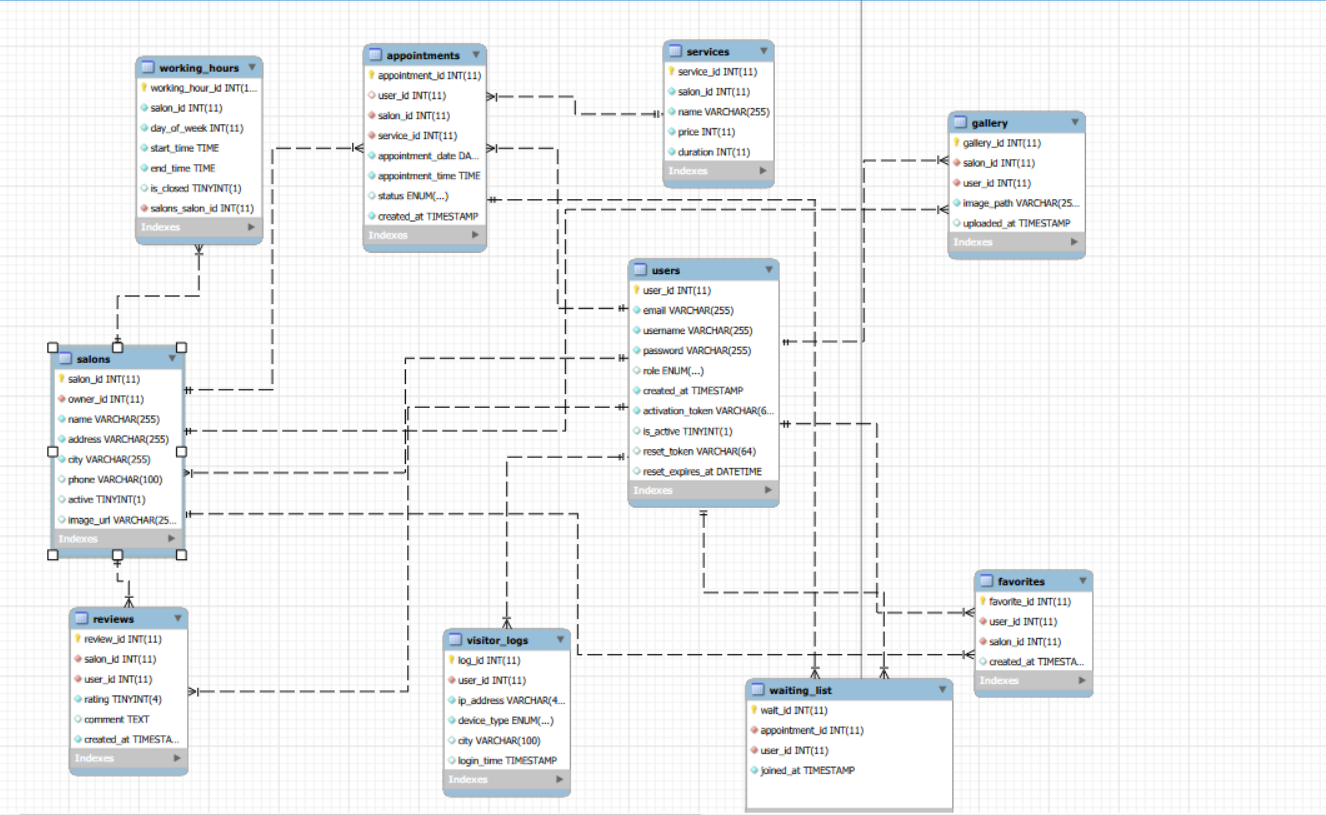 working_hours
working_hour_id INT(1...
salon_id INT(11)
day_of_week INT(11)
start_time TIME
end_time TIME
is_closed TINYINT(1)
salons_salon_id INT(11)
Indexes
appointments
appointment_id INT(11)
user_id INT(11)
salon_id INT(11)
service_id INT(11)
appointment_date DA...
appointment_time TIME
status ENUM(...)
created_at TIMESTAMP
Indexes
services
service_id INT(11)
salon_id INT(11)
name VARCHAR(255)
price INT(11)
duration INT(11)
Indexes
gallery
gallery_id INT(11)
salon_id INT(11)
user_id INT(11)
image_path VARCHAR(25...
uploaded_at TIMESTAMP
Indexes
users
user_id INT(11)
email VARCHAR(255)
username VARCHAR(255)
password VARCHAR(255)
role ENUM(...)
created_at TIMESTAMP
activation_token VARCHAR(6...
is_active TINYINT(1)
reset_token VARCHAR(64)
reset_expires_at DATETIME
Indexes
salons
salon_id INT(11)
owner_id INT(11)
name VARCHAR(255)
address VARCHAR(255)
city VARCHAR(255)
phone VARCHAR(100)
active TINYINT(1)
image_url VARCHAR(25...
Indexes
reviews
review_id INT(11)
salon_id INT(11)
user_id INT(11)
rating TINYINT(4)
comment TEXT
created_at TIMESTA...
Indexes
visitor_logs
log_id INT(11)
user_id INT(11)
ip_address VARCHAR(4...
device_type ENUM(...)
city VARCHAR(100)
login_time TIMESTAMP
Indexes
waiting_list
wait_id INT(11)
appointment_id INT(11)
user_id INT(11)
joined_at TIMESTAMP
favorites
favorite_id INT(11)
user_id INT(11)
salon_id INT(11)
created_at TIMESTA...
Indexes